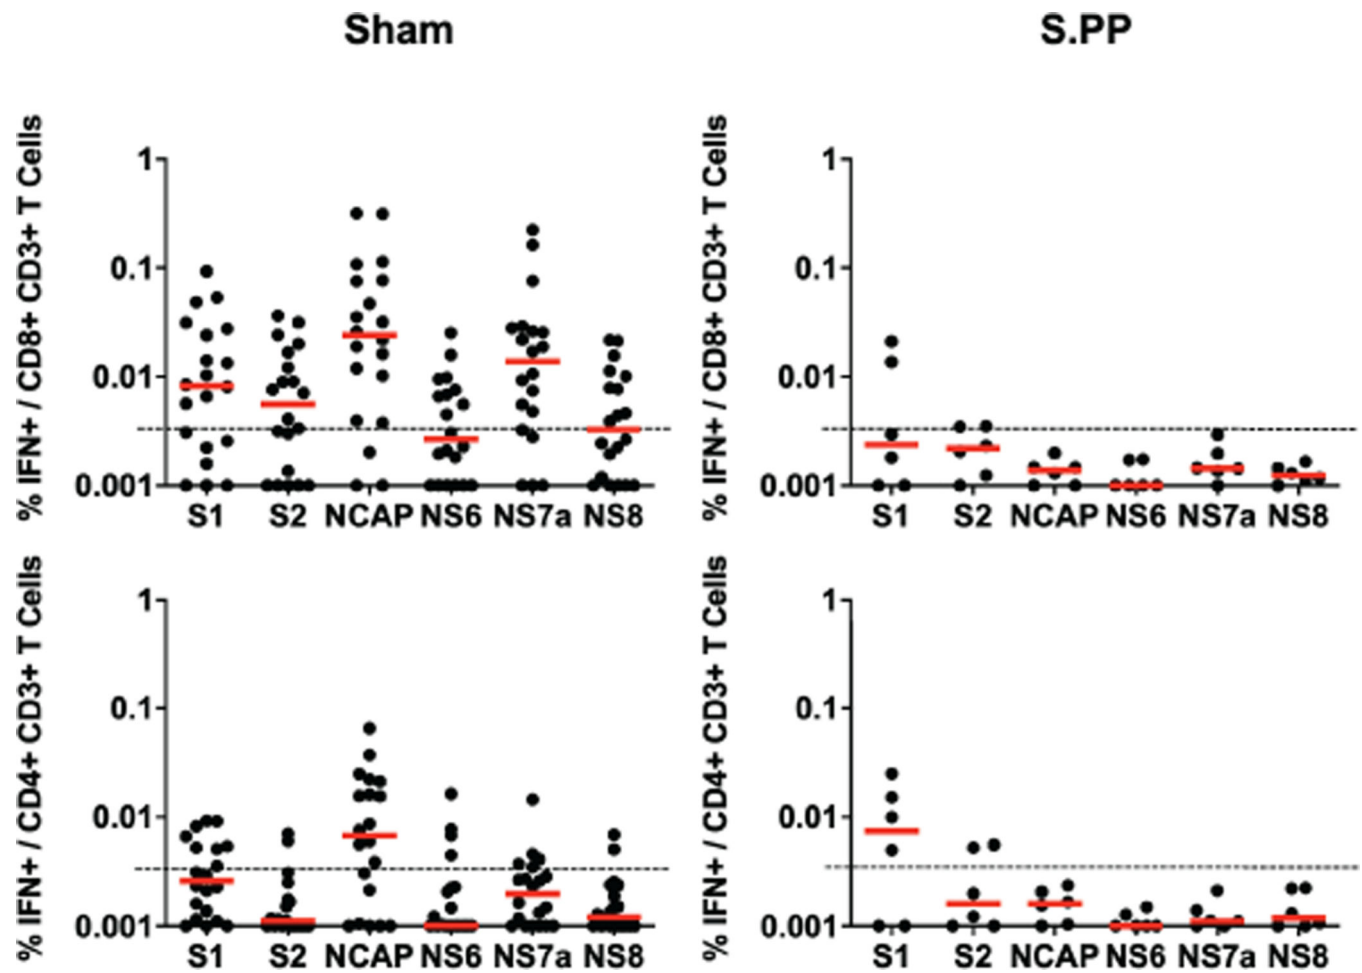 Sham
S.PP
% IFN+ / CD8+ CD3+ T Cells
1
0.1
0.01
0.001
S1 S2 NCAP NS6 NS7a NS8
% IFN+ / CD8+ CD3+ T Cells
1
0.1
0.01
0.001
S1 S2 NCAP NS6 NS7a NS8
% IFN+ / CD4+ CD3+ T Cells
1
0.1
0.01
0.001
S1 S2 NCAP NS6 NS7a NS8
% IFN+ / CD4+ CD3+ T Cells
1
0.1
0.01
0.001
S1 S2 NCAP NS6 NS7a NS8